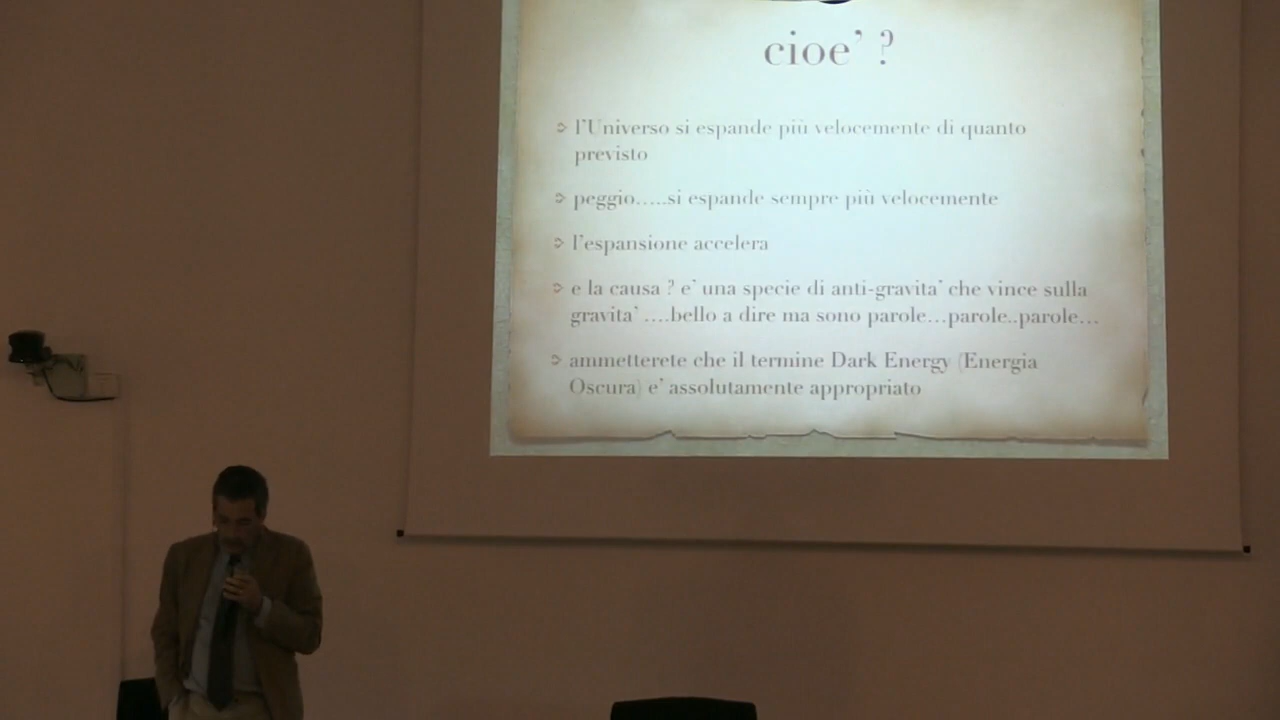 cioe' ?
l'Universo si espande più velocemente di quanto
previsto
peggio.....si espande sempre più velocemente
l'espansione accelera
e la causa ? e' una specie di anti-gravita' che vince sulla
gravita' ....bello a dire ma sono parole...parole..parole...
ammetterete che il termine Dark Energy (Energia
Oscura) e' assolutamente appropriato